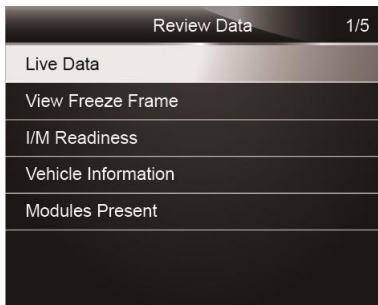 Review Data 1/5
Live Data
View Freeze Frame
I/M Readiness
Vehicle Information
Modules Present